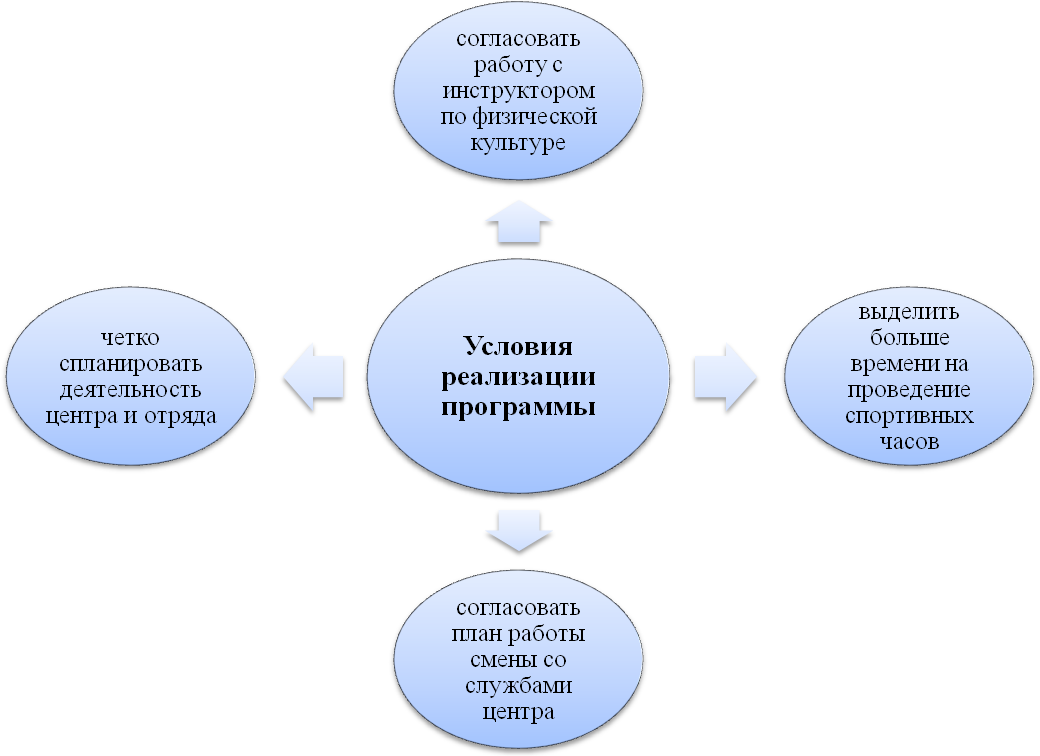 согласовать
работу с
инструктором
по физической
культуре
четко
спланировать
деятельность
центра и отряда
Условия
реализации
программы
выделить
больше
времени на
проведение
спортивных
часов
согласовать
план работы
смены со
службами
центра